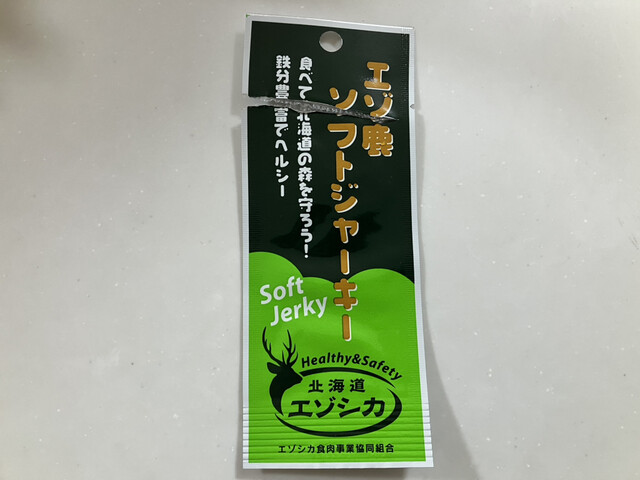 エゾ鹿
ソフトジャーキー
食べて北海道の森を守ろう!
鉄分豊富でヘルシー
Soft
Jerky
Healthy&Safety
北海道
エゾシカ
エゾシカ食肉事業協同組合